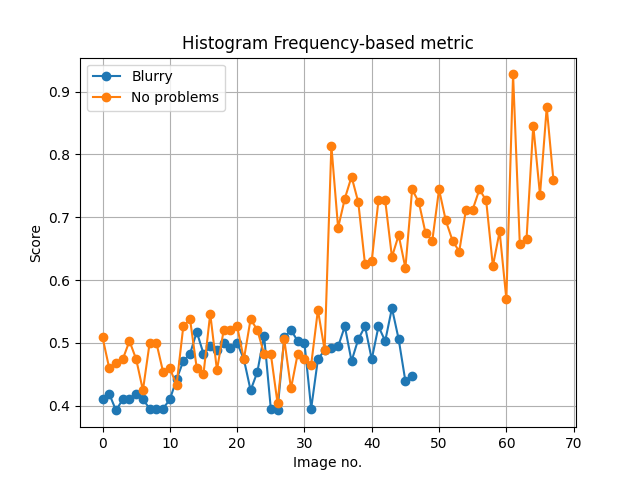 Histogram Frequency-based metric
Blurry
No problems
0.9
0.8
0.7
0.6
0.5
0.4
Score
0 10 20 30 40 50 60 70
Image no.